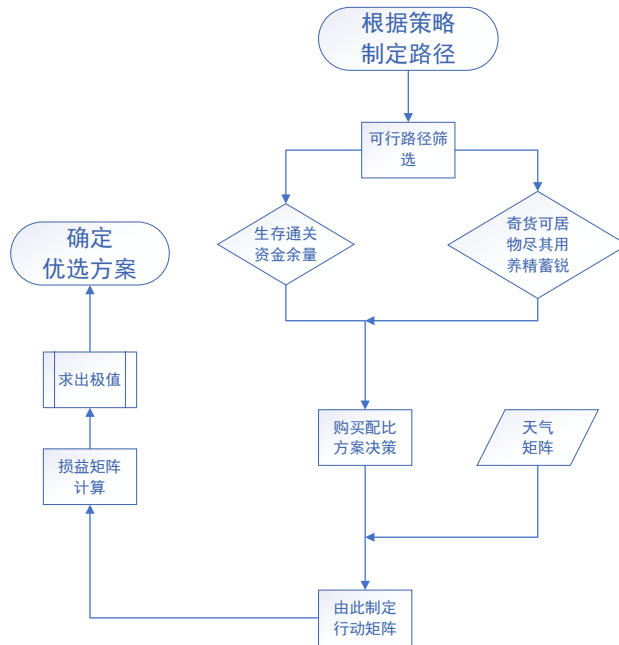 根据策略
制定路径
可行路径筛
选
生存通关
资金余量
奇货可居
物尽其用
养精蓄锐
确定
优选方案
求出极值
购买配比
方案决策
天气
矩阵
损益矩阵
计算
由此制定
行动矩阵